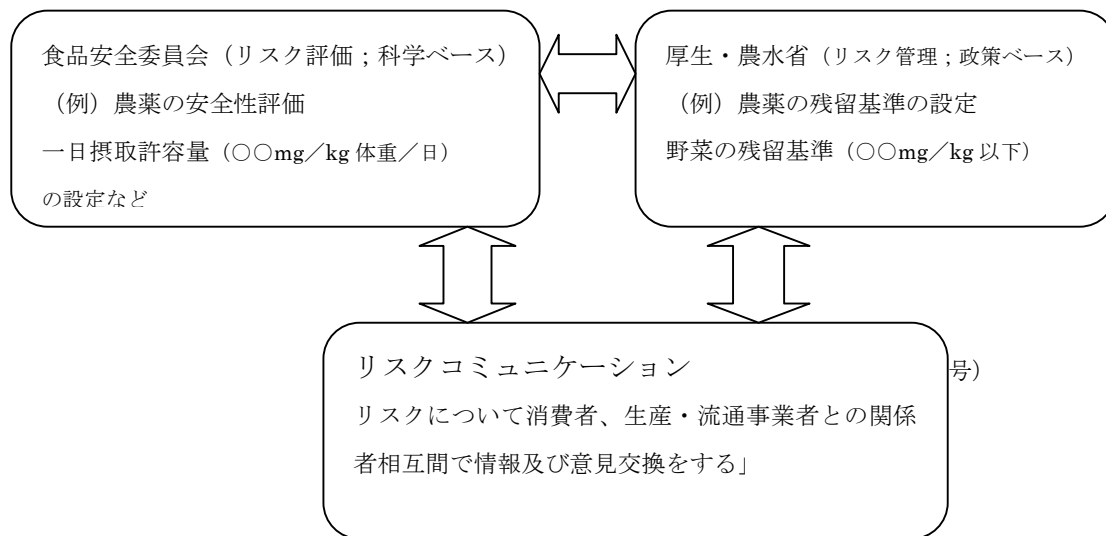 食品安全委員会（リスク評価；科学ベース）
（例）農薬の安全性評価
一日摂取許容量（○○mg／kg 体重／日）
の設定など
厚生・農水省（リスク管理；政策ベース）
（例）農薬の残留基準の設定
野菜の残留基準（○○mg／kg 以下）
リスクコミュニケーション
号）
リスクについて消費者、生産・流通事業者との関係
者相互間で情報及び意見交換をする」